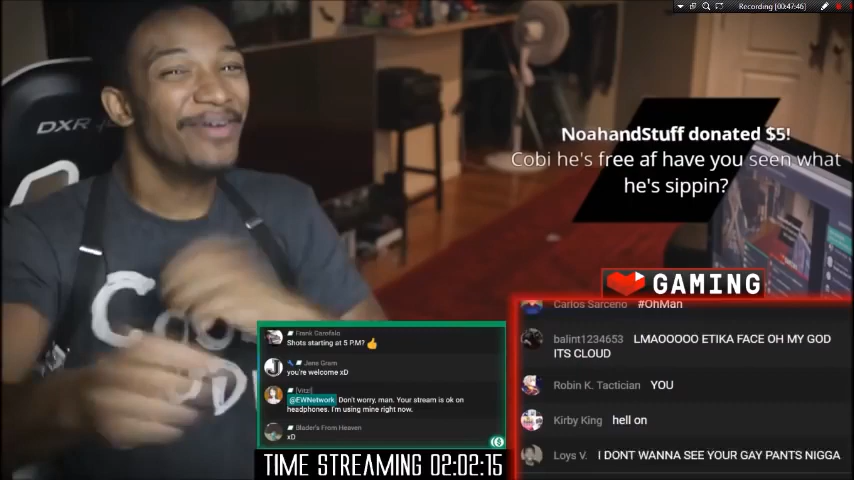 Recording [00:47:46]
DXR
NoahandStuff donated $5!
Cobi he's free af have you seen what
he's sippin?
GAMING
Carlos Sarceno #OhMan
balint1234653 LMAOOOOO ETIKA FACE OH MY GOD
ITS CLOUD
Robin K. Tactician YOU
Kirby King hell on
Loys V. I DONT WANNA SEE YOUR GAY PANTS NIGGA
Frank Garefalo
Shots starting at 5 P.M?
Jens Gram
you're welcome xD
@EWNetwork Don't worry, man. Your stream is ok on
headphones. I'm using mine right now.
Blader's From Heaven
xD
TIME STREAMING 02:02:15